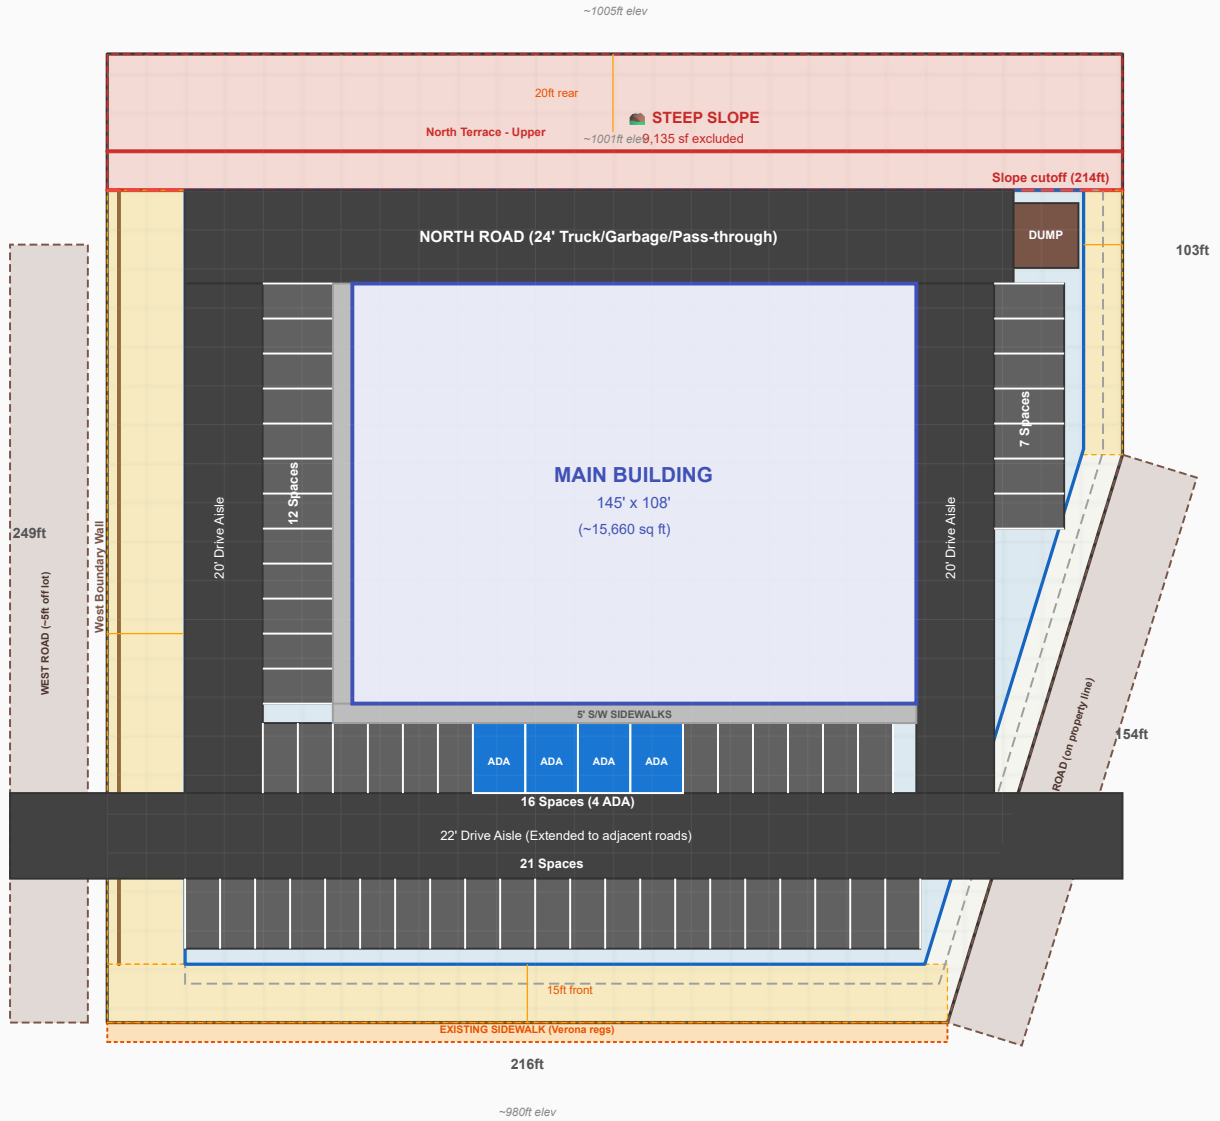 ~1005ft elev
20ft rear
STEEP SLOPE
North Terrace - Upper
~1001ft elev
9,135 sf excluded
Slope cutoff (214ft)
NORTH ROAD (24' Truck/Garbage/Pass-through)
DUMP
103ft
7 Spaces
MAIN BUILDING
145' x 108'
(~15,660 sq ft)
12 Spaces
20' Drive Aisle
20' Drive Aisle
249ft
West Boundary Wall
WEST ROAD (~5ft off lot)
5' S/W SIDEWALKS
ROAD (on property line)
154ft
ADA
ADA
ADA
ADA
16 Spaces (4 ADA)
22' Drive Aisle (Extended to adjacent roads)
21 Spaces
15ft front
EXISTING SIDEWALK (Verona regs)
216ft
~980ft elev